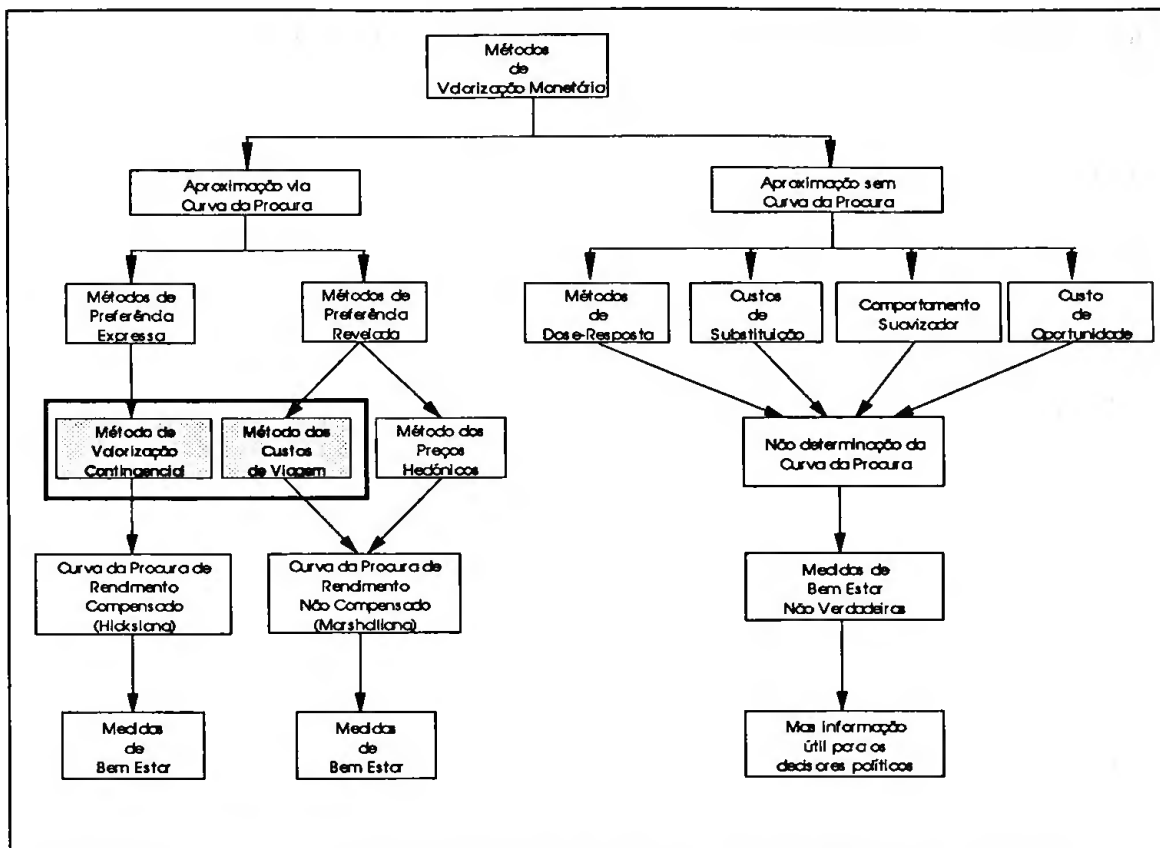 Métodos
de
Valorização Monetária
Aproximação via
Curva da Procura
Aproximação sem
Curva da Procura
Métodos de
Preferência
Expressa
Métodos de
Preferência
Revelada
Métodos
de
Dose-Resposta
Custos
de
Substituição
Comportamento
Suavizador
Custo
de
Oportunidade
Método de
Valorização
Contingencial
Método dos
Custos
de Viagem
Método dos
Preços
Hedónicos
Não determinação da
Curva da Procura
Curva da Procura de
Rendimento
Compensado
(Hicksiana)
Curva da Procura de
Rendimento
Não Compensado
(Marshalliana)
Medidas de
Bem Estar
Não Verdadeiras
Medidas
de
Bem Estar
Medidas
de
Bem Estar
Mas informação
útil para os
decisores políticos